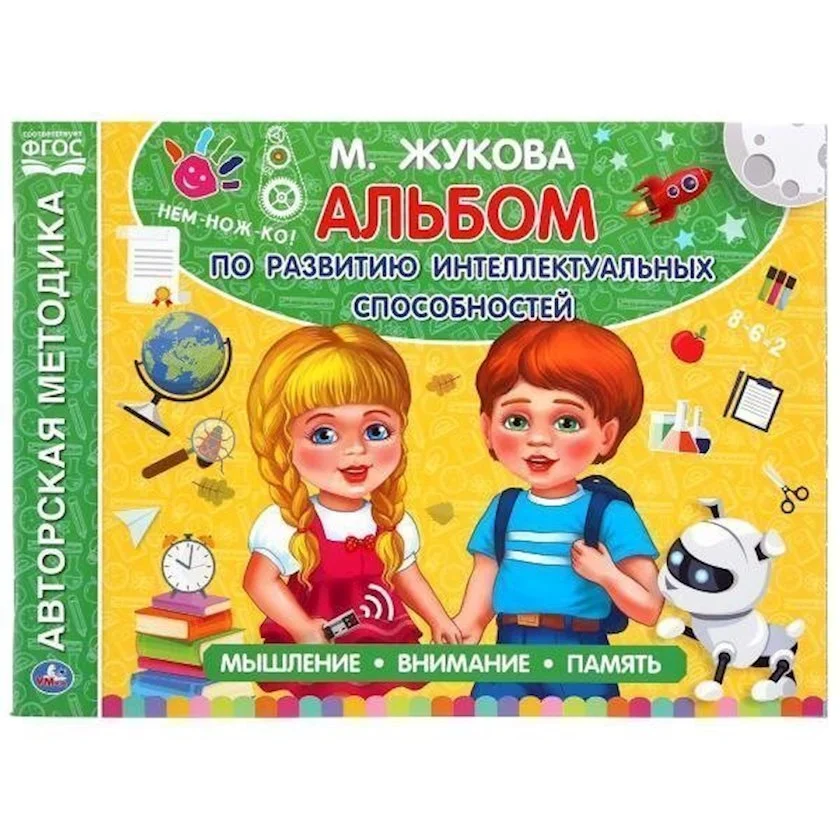 соответствует
ФГОС
АВТОРСКАЯ МЕТОДИКА
УМка
НЕМ-НОЖ-КО!
М. ЖУКОВА
АЛЬБОМ
ПО РАЗВИТИЮ ИНТЕЛЛЕКТУАЛЬНЫХ
СПОСОБНОСТЕЙ
8-6=2
МЫШЛЕНИЕ • ВНИМАНИЕ • ПАМЯТЬ